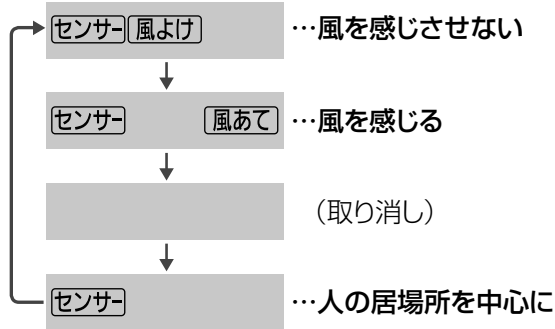 センサー 風よけ …風を感じさせない
センサー 風あて …風を感じる
（取り消し）
センサー …人の居場所を中心に